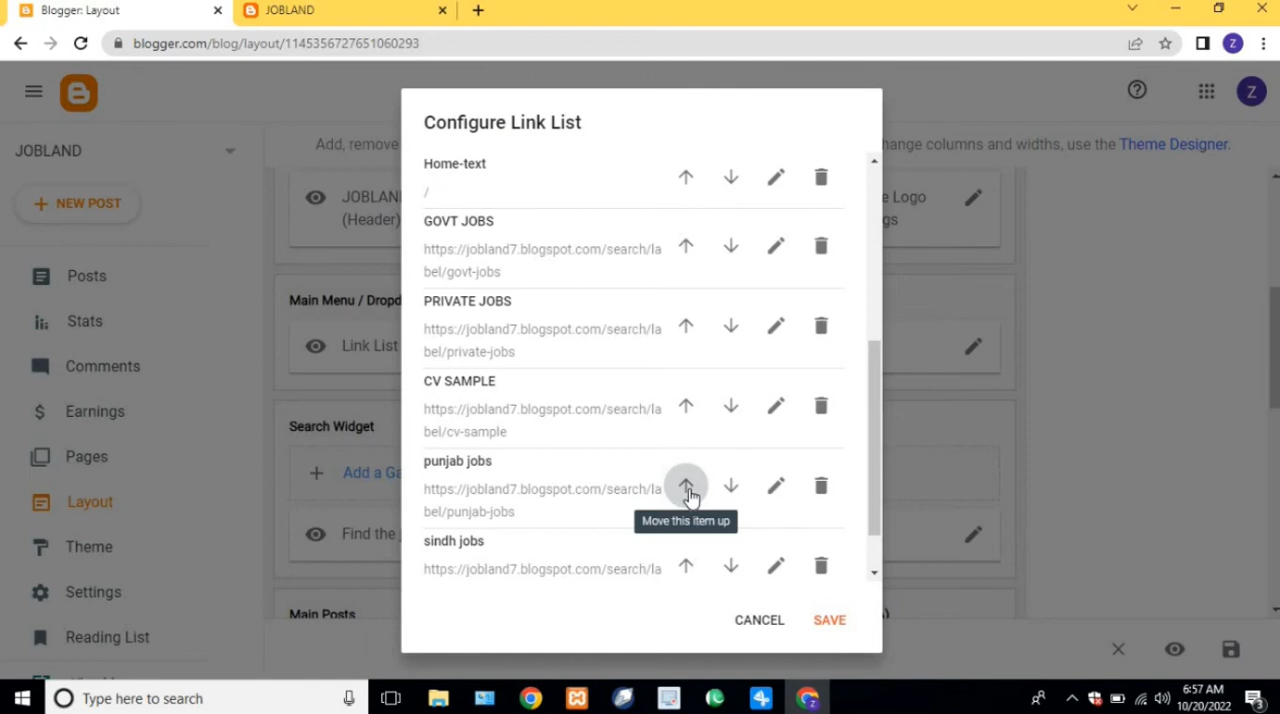 Blogger: Layout
JOBLAND
blogger.com/blog/layout/1145356727651060293
Z
Z
JOBLAND
NEW POST
Posts
Stats
Comments
Earnings
Pages
Layout
Theme
Settings
Reading List
Add, remove
hange columns and widths, use the Theme Designer.
JOBLAN
(Header)
e Logo
gs
Main Menu / Dropd
Link List
Search Widget
Add a Ga
Find the
Main Posts
Configure Link List
Home-text
/
GOVT JOBS
https://jobland7.blogspot.com/search/la
bel/govt-jobs
PRIVATE JOBS
https://jobland7.blogspot.com/search/la
bel/private-jobs
CV SAMPLE
https://jobland7.blogspot.com/search/la
bel/cv-sample
punjab jobs
https://jobland7.blogspot.com/search/la
bel/punjab-jobs
Move this item up
sindh jobs
https://jobland7.blogspot.com/search/la
CANCEL SAVE
Type here to search
6:57 AM
10/20/2022
3